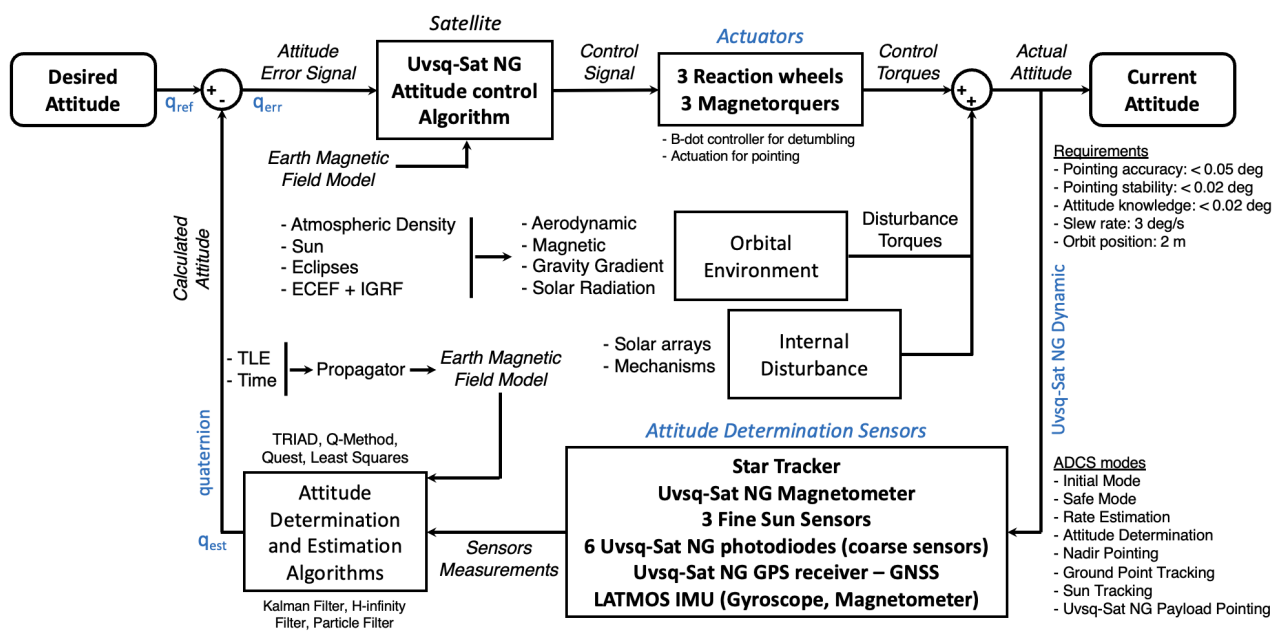 Satellite
Actuators
Desired
Attitude
q_ref
+
-
Attitude
Error Signal
q_err
Uvsq-Sat NG
Attitude control
Algorithm
Control
Signal
3 Reaction wheels
3 Magnetorquers
- B-dot controller for detumbling
- Actuation for pointing
Control
Torques
+
+
Actual
Attitude
Current
Attitude
Earth Magnetic
Field Model
Requirements
- Pointing accuracy: < 0.05 deg
- Pointing stability: < 0.02 deg
- Attitude knowledge: < 0.02 deg
- Slew rate: 3 deg/s
- Orbit position: 2 m
Calculated
Attitude
- Atmospheric Density
- Sun
- Eclipses
- ECEF + IGRF
- Aerodynamic
- Magnetic
- Gravity Gradient
- Solar Radiation
Orbital
Environment
Disturbance
Torques
- Solar arrays
- Mechanisms
Internal
Disturbance
Uvsq-Sat NG Dynamic
- TLE
- Time
Propagator
Earth Magnetic
Field Model
quaternion
q_est
TRIAD, Q-Method,
Quest, Least Squares
Attitude
Determination
and Estimation
Algorithms
Kalman Filter, H-infinity
Filter, Particle Filter
Sensors
Measurements
Attitude Determination Sensors
Star Tracker
Uvsq-Sat NG Magnetometer
3 Fine Sun Sensors
6 Uvsq-Sat NG photodiodes (coarse sensors)
Uvsq-Sat NG GPS receiver – GNSS
LATMOS IMU (Gyroscope, Magnetometer)
ADCS modes
- Initial Mode
- Safe Mode
- Rate Estimation
- Attitude Determination
- Nadir Pointing
- Ground Point Tracking
- Sun Tracking
- Uvsq-Sat NG Payload Pointing